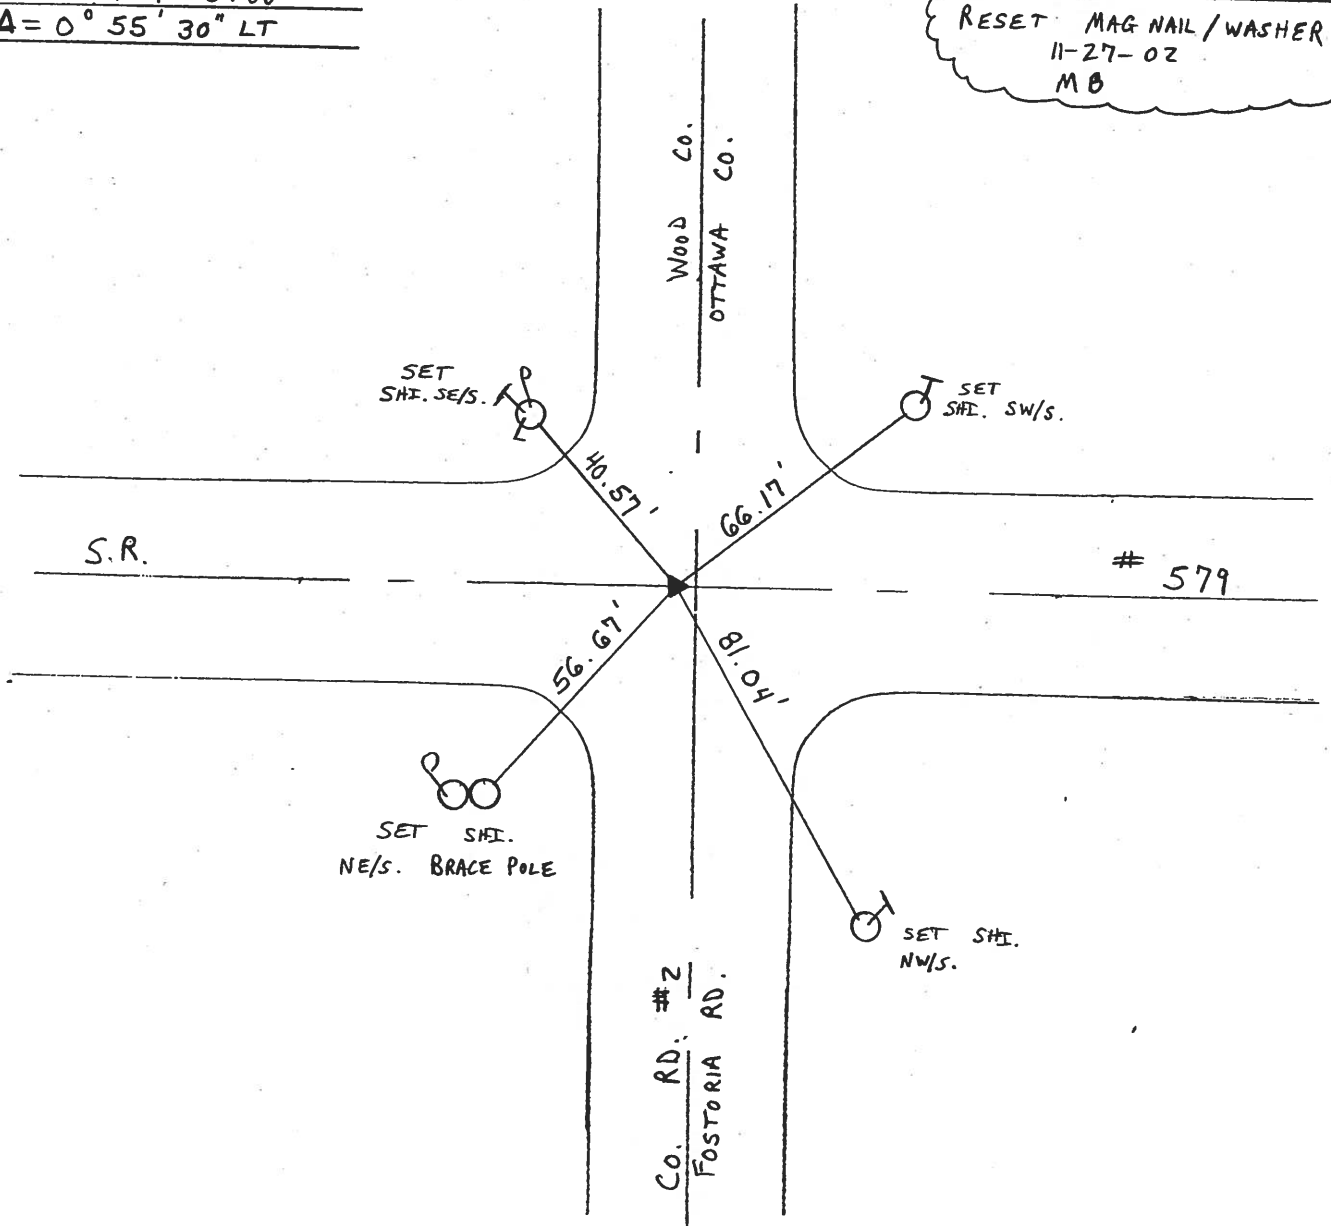 Δ = 0° 55' 30" LT
RESET MAG NAIL / WASHER
11-27-02
MB
WOOD CO.
OTTAWA CO.
SET
SHI. SE/S.
SET
SHI. SW/S.
40.57'
66.17'
S.R.
# 579
56.67'
81.04'
SET SHI.
NE/S. BRACE POLE
SET SHI.
NW/S.
CO. RD. #2
FOSTORIA RD.